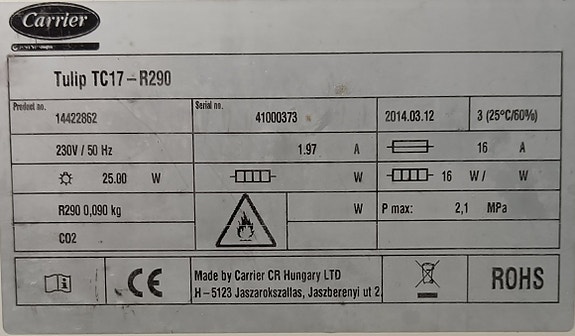 Carrier
Tulip TC17-R290
Product no.
14422862
Serial no.
41000373
2014.03.12
3 (25°C/60%)
230V / 50 Hz
1.97 A
16 A
25.00 W
W
16 W / W
R290 0,090 kg
W
P max: 2,1 MPa
CO2
CE
Made by Carrier CR Hungary LTD
H-5123 Jaszarokszallas, Jaszberenyi ut 2
ROHS